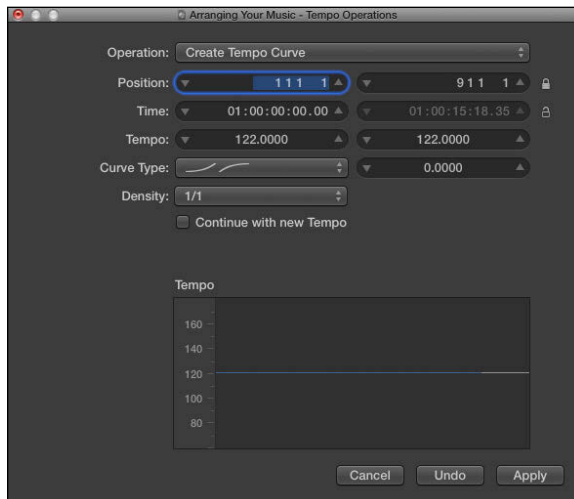 Arranging Your Music - Tempo Operations
Operation: Create Tempo Curve
Position: 1 1 1 1 9 1 1 1
Time: 01:00:00:00.00 01:00:15:18.35
Tempo: 122.0000 122.0000
Curve Type: 0.0000
Density: 1/1
Continue with new Tempo
Tempo
160
140
120
100
80
Cancel Undo Apply